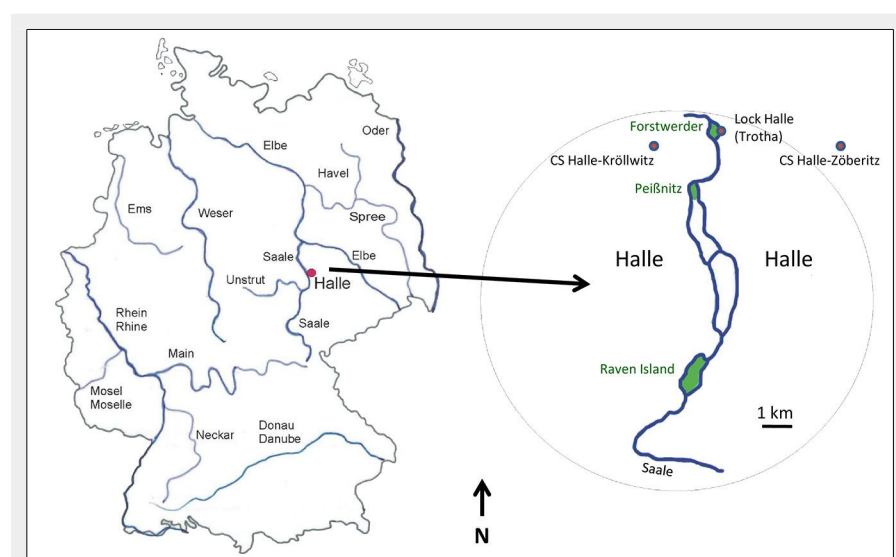 Oder
Elbe
Havel
Ems
Weser
Spree
Saale
Elbe
Unstrut
Halle
Rhein
Rhine
Saale
Main
Mosel
Moselle
Neckar
Donau
Danube
N
Forstwerder
Lock Halle
(Trotha)
CS Halle-Kröllwitz
CS Halle-Zöberitz
Peißnitz
Halle
Halle
Raven Island
1 km
Saale